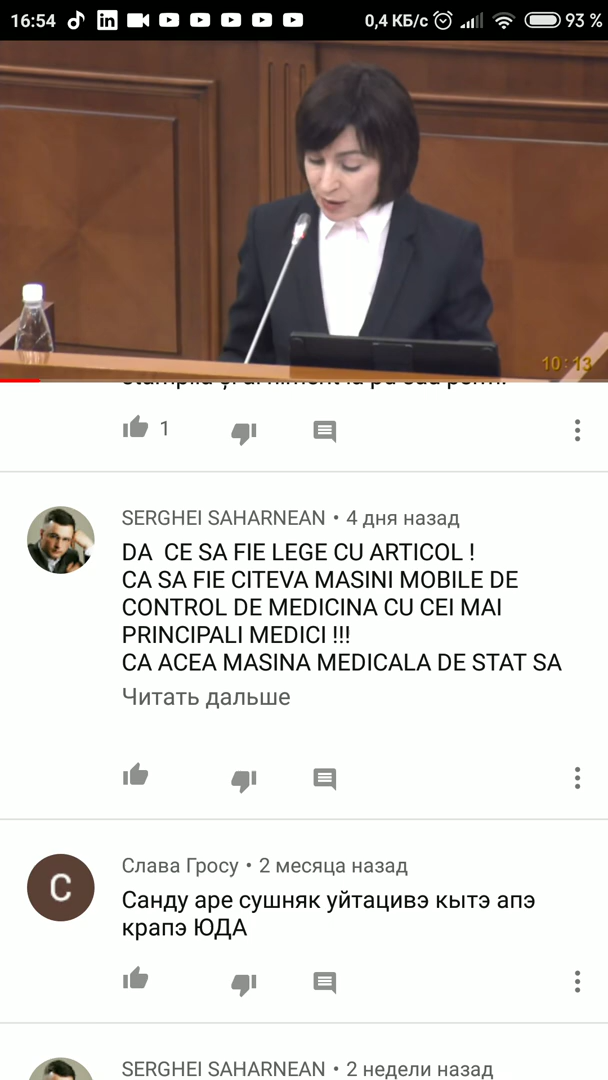 16:54
in
0,4 КБ/с
93 %
10:13
SERGHEI SAHARNEAN • 4 дня назад
DA CE SA FIE LEGE CU ARTICOL !
CA SA FIE CITEVA MASINI MOBILE DE
CONTROL DE MEDICINA CU CEI MAI
PRINCIPALI MEDICI !!!
CA ACEA MASINA MEDICALA DE STAT SA
Читать дальше
1
C
Слава Гросу • 2 месяца назад
Санду аре сушняк уйтацивэ кытэ апэ
крапэ ЮДА
SERGHEI SAHARNEAN • 2 недели назад